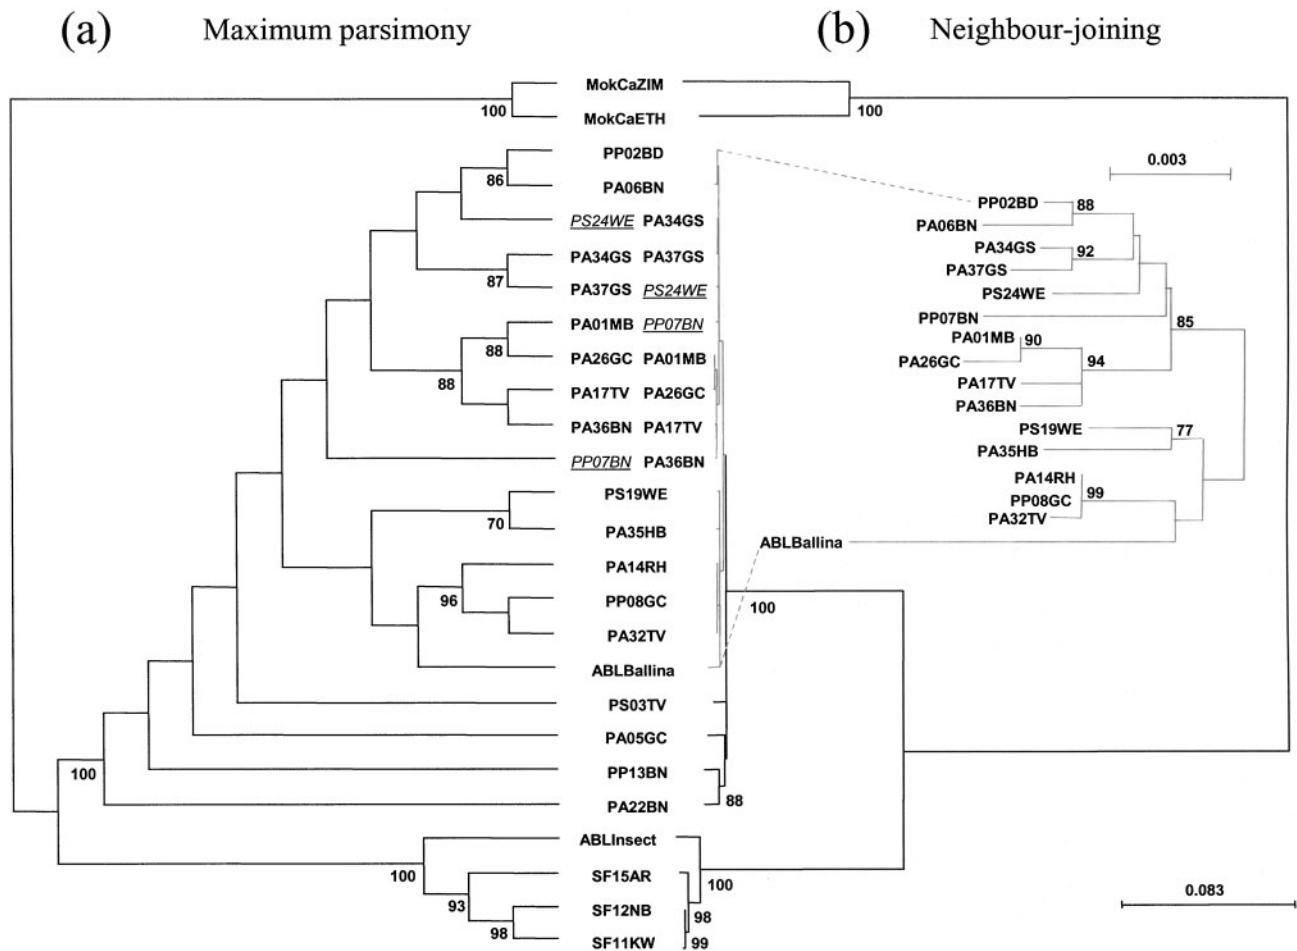 (a) Maximum parsimony (b) Neighbour-joining
MokCaZIM
100 MokCaETH 100
PP02BD 0.003
86 PA06BN PP02BD 88
PS24WE PA34GS PA06BN
PA34GS PA37GS PA34GS 92
87 PA37GS PS24WE PA37GS
PS24WE
PA01MB PP07BN PP07BN 85
88 PA26GC PA01MB PA01MB 90
88 PA26GC 94
PA17TV PA26GC PA17TV
PA36BN PA17TV PA36BN
PP07BN PA36BN PS19WE 77
PS19WE PA35HB
70 PA35HB PA14RH 99
PP08GC
PA32TV
ABLBallina
PA14RH
96 PP08GC 100
PA32TV
ABLBallina
PS03TV
PA05GC
100 PP13BN
PA22BN 88
ABLInsect
100 SF15AR 100
93 SF12NB 98 0.083
98 SF11KW 99